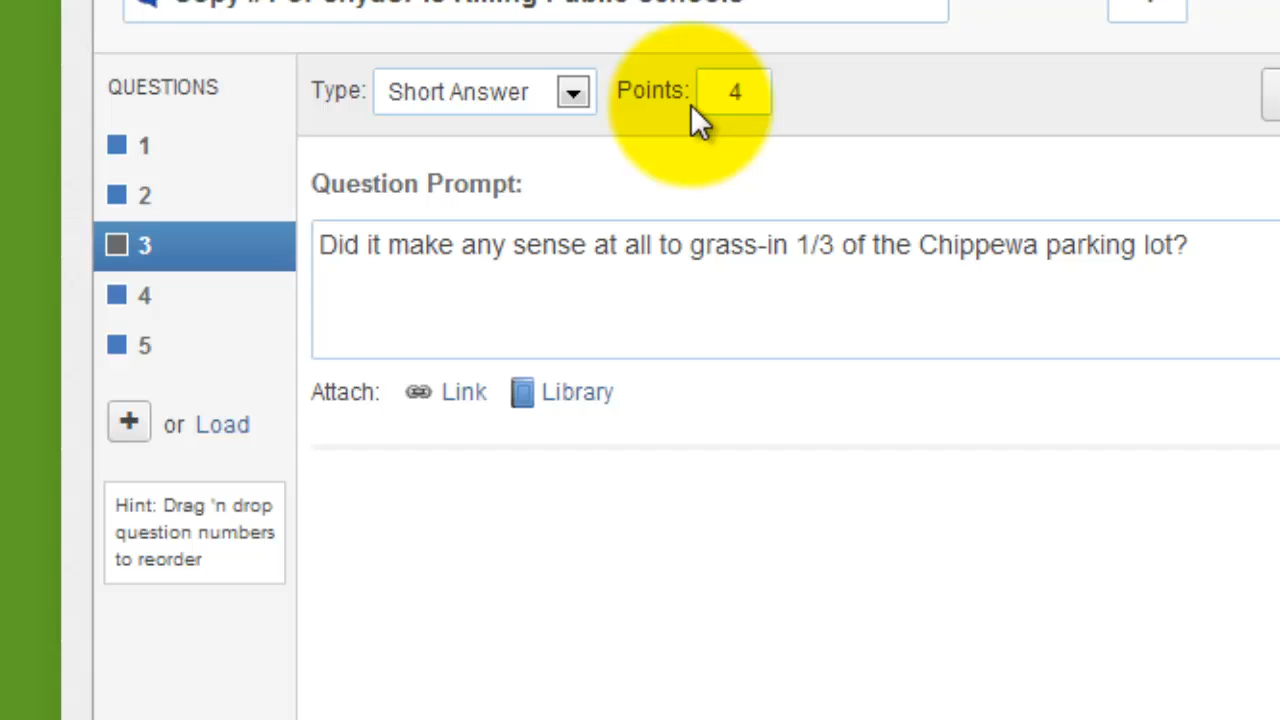 QUESTIONS
Type: Short Answer Points: 4
1
2
3
4
5
Question Prompt:
Did it make any sense at all to grass-in 1/3 of the Chippewa parking lot?
Attach: Link Library
+ or Load
Hint: Drag 'n drop
question numbers
to reorder